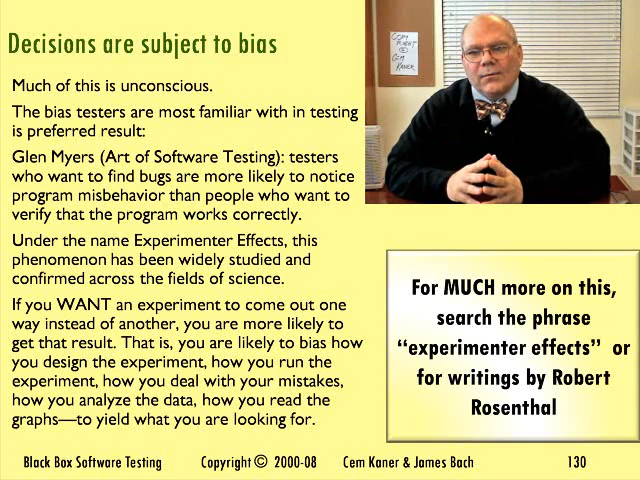 Decisions are subject to bias
Much of this is unconscious.
The bias testers are most familiar with in testing
is preferred result:
Glen Myers (Art of Software Testing): testers
who want to find bugs are more likely to notice
program misbehavior than people who want to
verify that the program works correctly.
Under the name Experimenter Effects, this
phenomenon has been widely studied and
confirmed across the fields of science.
If you WANT an experiment to come out one
way instead of another, you are more likely to
get that result. That is, you are likely to bias how
you design the experiment, how you run the
experiment, how you deal with your mistakes,
how you analyze the data, how you read the
graphs—to yield what you are looking for.
COPY
RIGHT
©
CEM
KANER
For MUCH more on this,
search the phrase
“experimenter effects” or
for writings by Robert
Rosenthal
Black Box Software Testing Copyright © 2000-08 Cem Kaner & James Bach 130